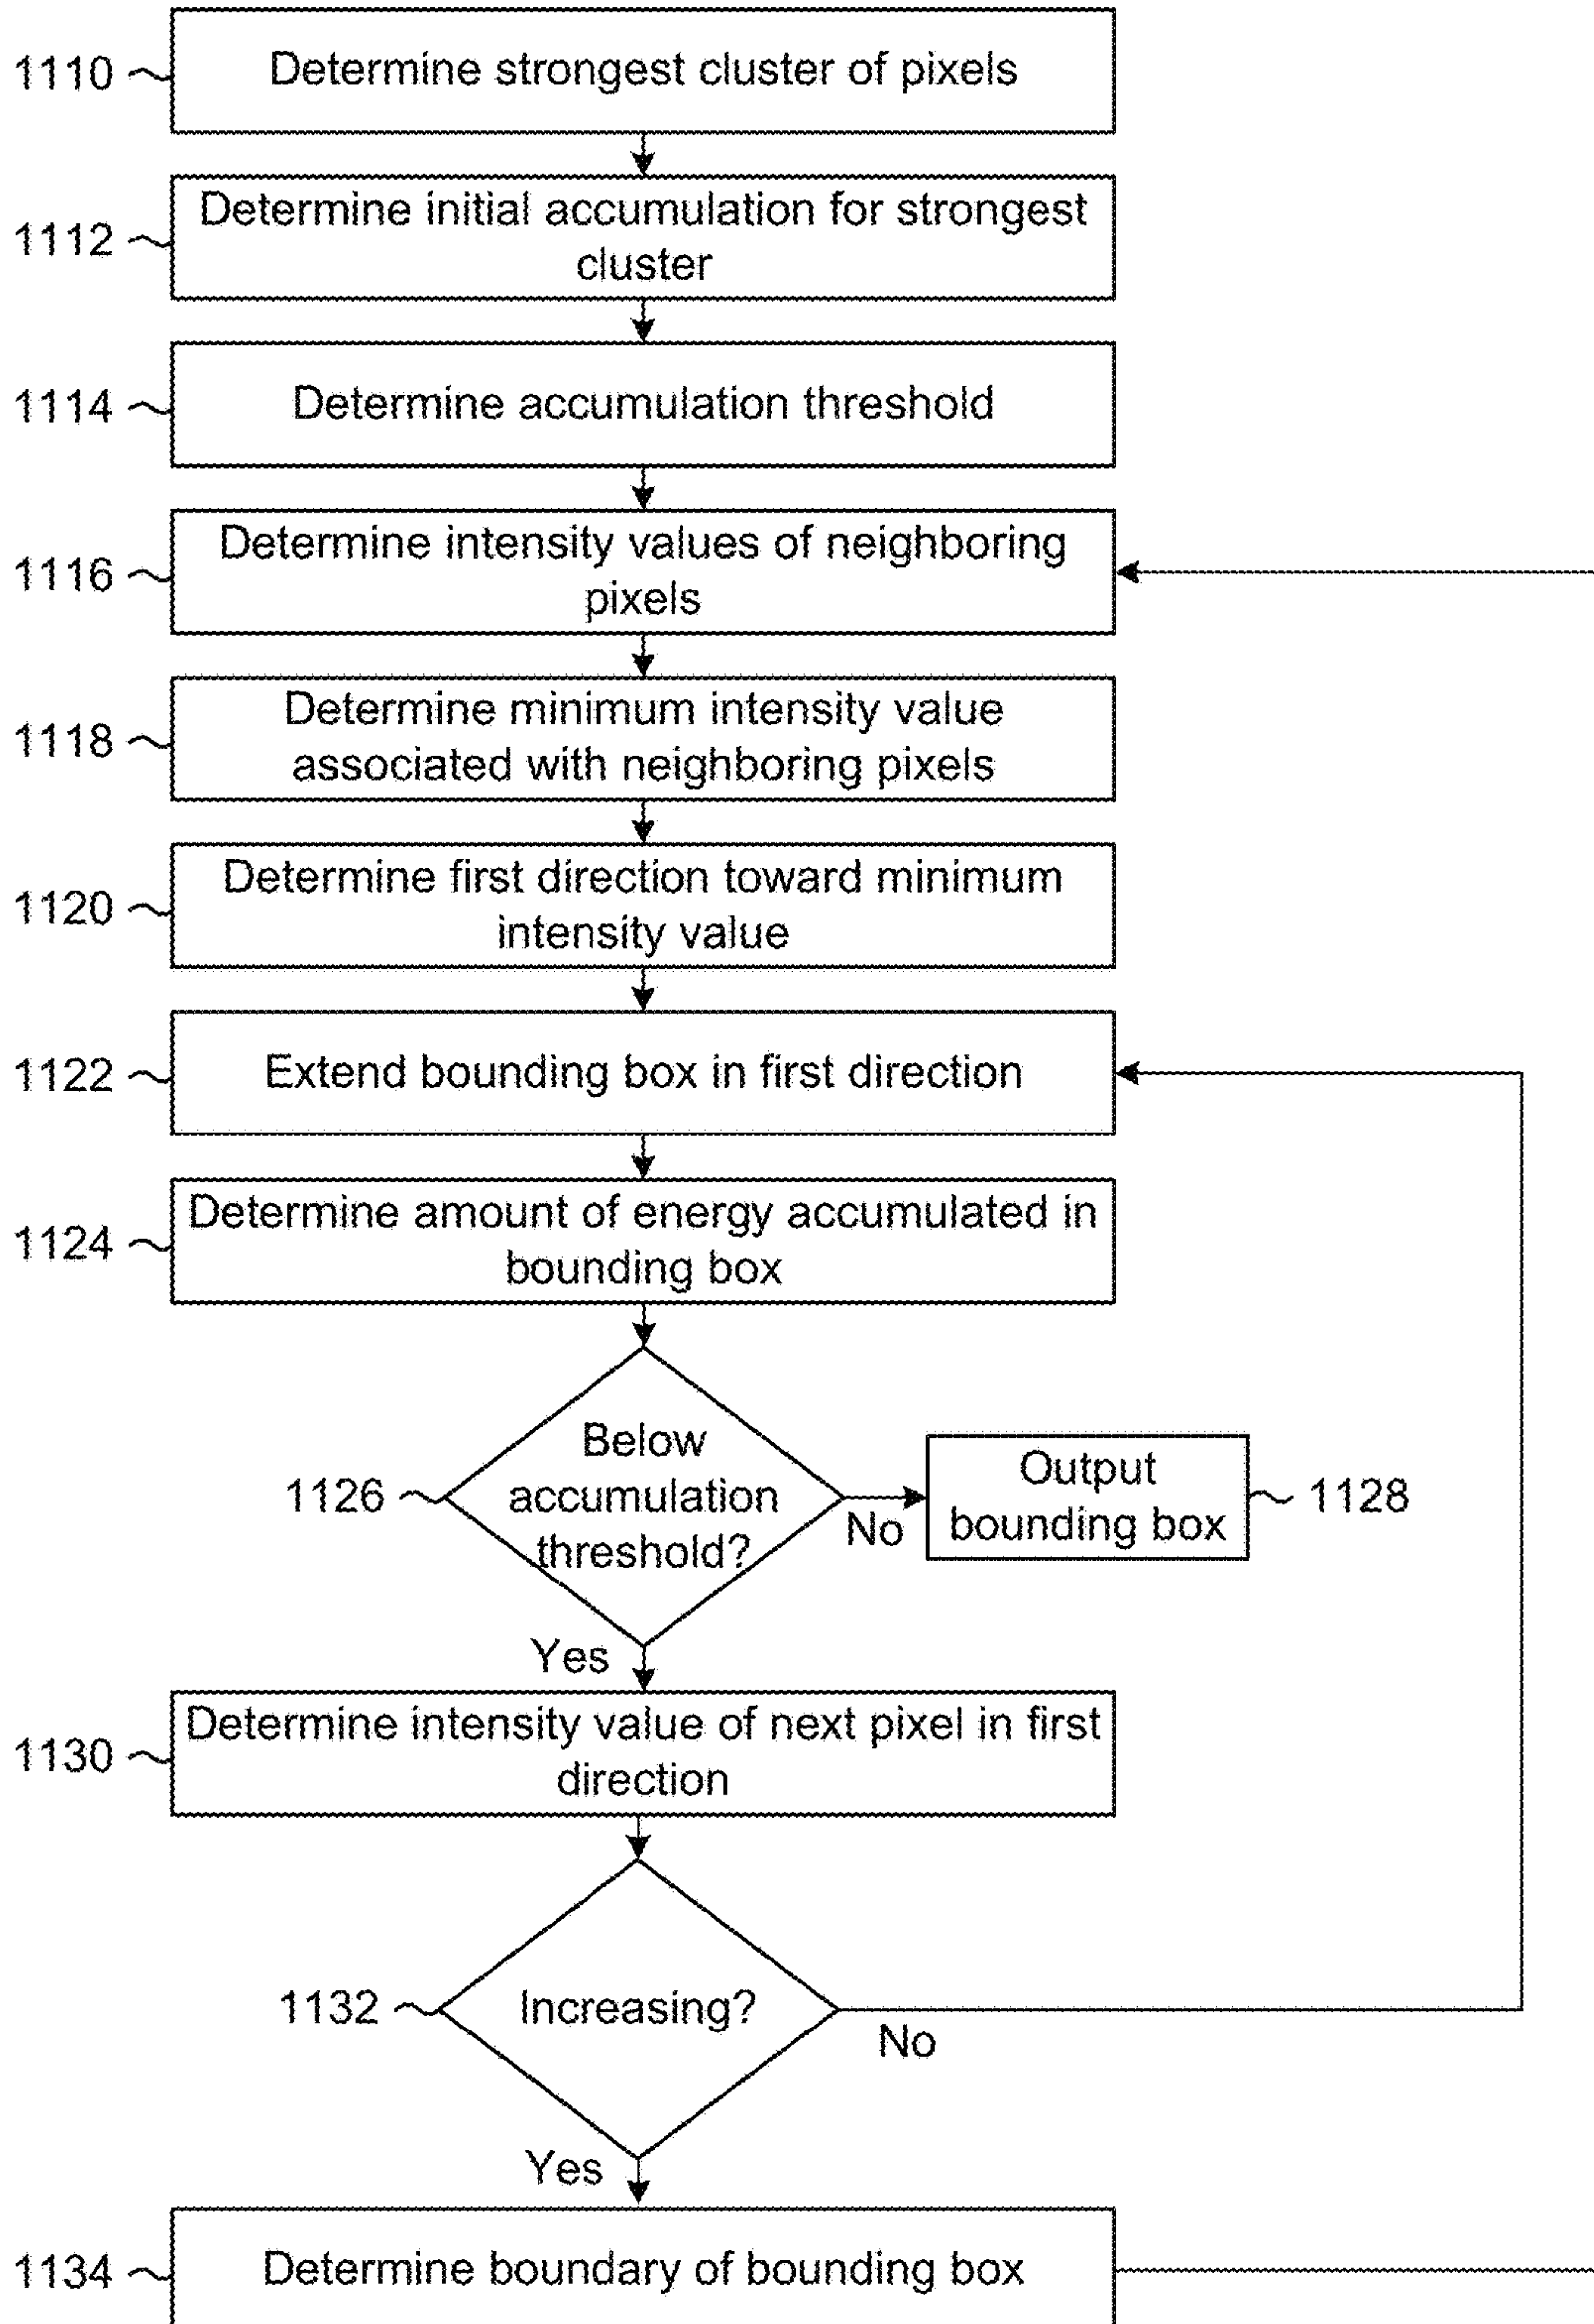 1110
Determine strongest cluster of pixels
1112
Determine initial accumulation for strongest
cluster
1114
Determine accumulation threshold
1116
Determine intensity values of neighboring
pixels
1118
Determine minimum intensity value
associated with neighboring pixels
1120
Determine first direction toward minimum
intensity value
1122
Extend bounding box in first direction
1124
Determine amount of energy accumulated in
bounding box
1126
Below
accumulation
threshold?
No
Output
bounding box
1128
Yes
1130
Determine intensity value of next pixel in first
direction
1132
Increasing?
No
Yes
1134
Determine boundary of bounding box